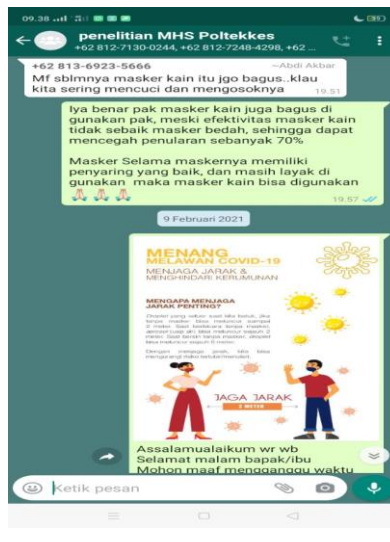 09.38
penelitian MHS Poltekkes
+62 812-7130-0244, +62 812-7248-4298, +62 ...
+62 813-6923-5666 ~Abdi Akbar
Mf sblmnya masker kain itu jgo bagus..klau
kita sering mencuci dan mengosoknya 19.51
Iya benar pak masker kain juga bagus di
gunakan pak, meski efektivitas masker kain
tidak sebaik masker bedah, sehingga dapat
mencegah penularan sebanyak 70%
Masker Selama maskernya memiliki
penyaring yang baik, dan masih layak di
gunakan maka masker kain bisa digunakan
19.57
9 Februari 2021
MENANG
MELAWAN COVID-19
MENJAGA JARAK &
MENGHINDARI KERUMUNAN
MENGAPA MENJAGA
JARAK PENTING?
JAGA JARAK
2 METER
Assalamualaikum wr wb
Selamat malam bapak/ibu
Mohon maaf mengganggu waktu
Ketik pesan